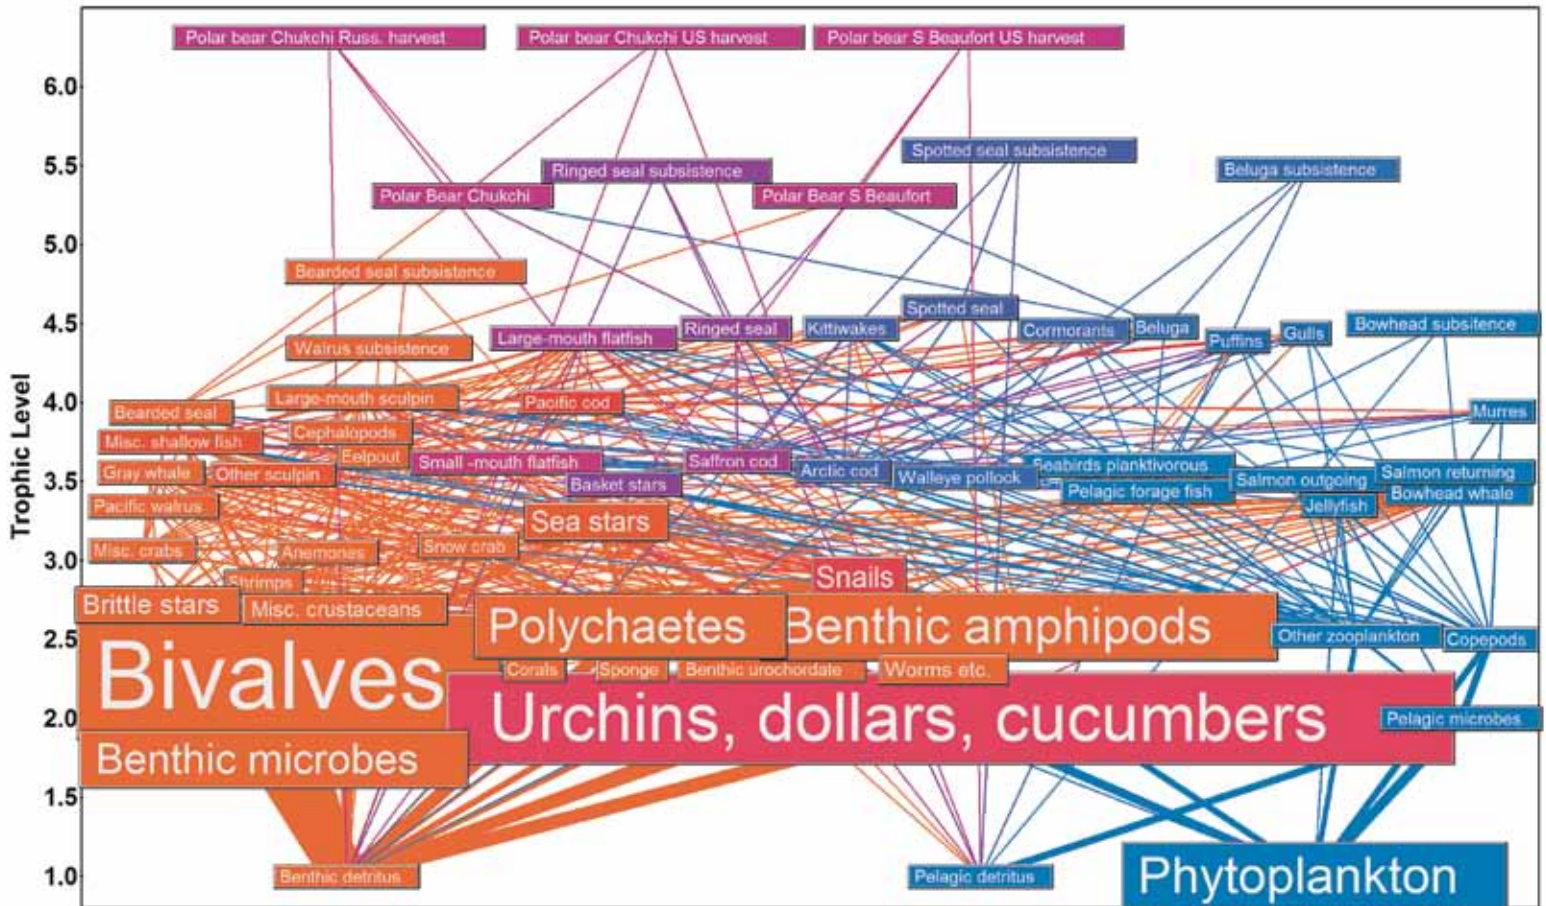 Polar bear Chukchi Russ. harvest
Polar bear Chukchi US harvest
Polar bear S Beaufort US harvest
6.0
Spotted seal subsistence
5.5
Ringed seal subsistence
Beluga subsistence
Polar Bear Chukchi
Polar Bear S Beaufort
5.0
Bearded seal subsistence
Spotted seal
4.5
Large-mouth flatfish
Ringed seal
Kittiwakes
Cormorants
Beluga
Puffins
Gulls
Bowhead subsitence
Walrus subsistence
4.0
Bearded seal
Large-mouth sculpin
Pacific cod
Murres
Misc. shallow fish
Cephalopods
Eelpout
Small -mouth flatfish
Saffron cod
Arctic cod
Walleye pollock
Seabirds planktivorous
Salmon outgoing
Salmon returning
3.5
Gray whale
Other sculpin
Basket stars
Pelagic forage fish
Bowhead whale
Jellyfish
Pacific walrus
Sea stars
Trophic Level
3.0
Misc. crabs
Anemones
Snow crab
Shrimps
Snails
Brittle stars
Misc. crustaceans
Polychaetes
Benthic amphipods
Other zooplankton
Copepods
2.5
Bivalves
Corals
Sponge
Benthic urochordate
Worms etc.
2.0
Urchins, dollars, cucumbers
Pelagic microbes
Benthic microbes
1.5
1.0
Benthic detritus
Pelagic detritus
Phytoplankton